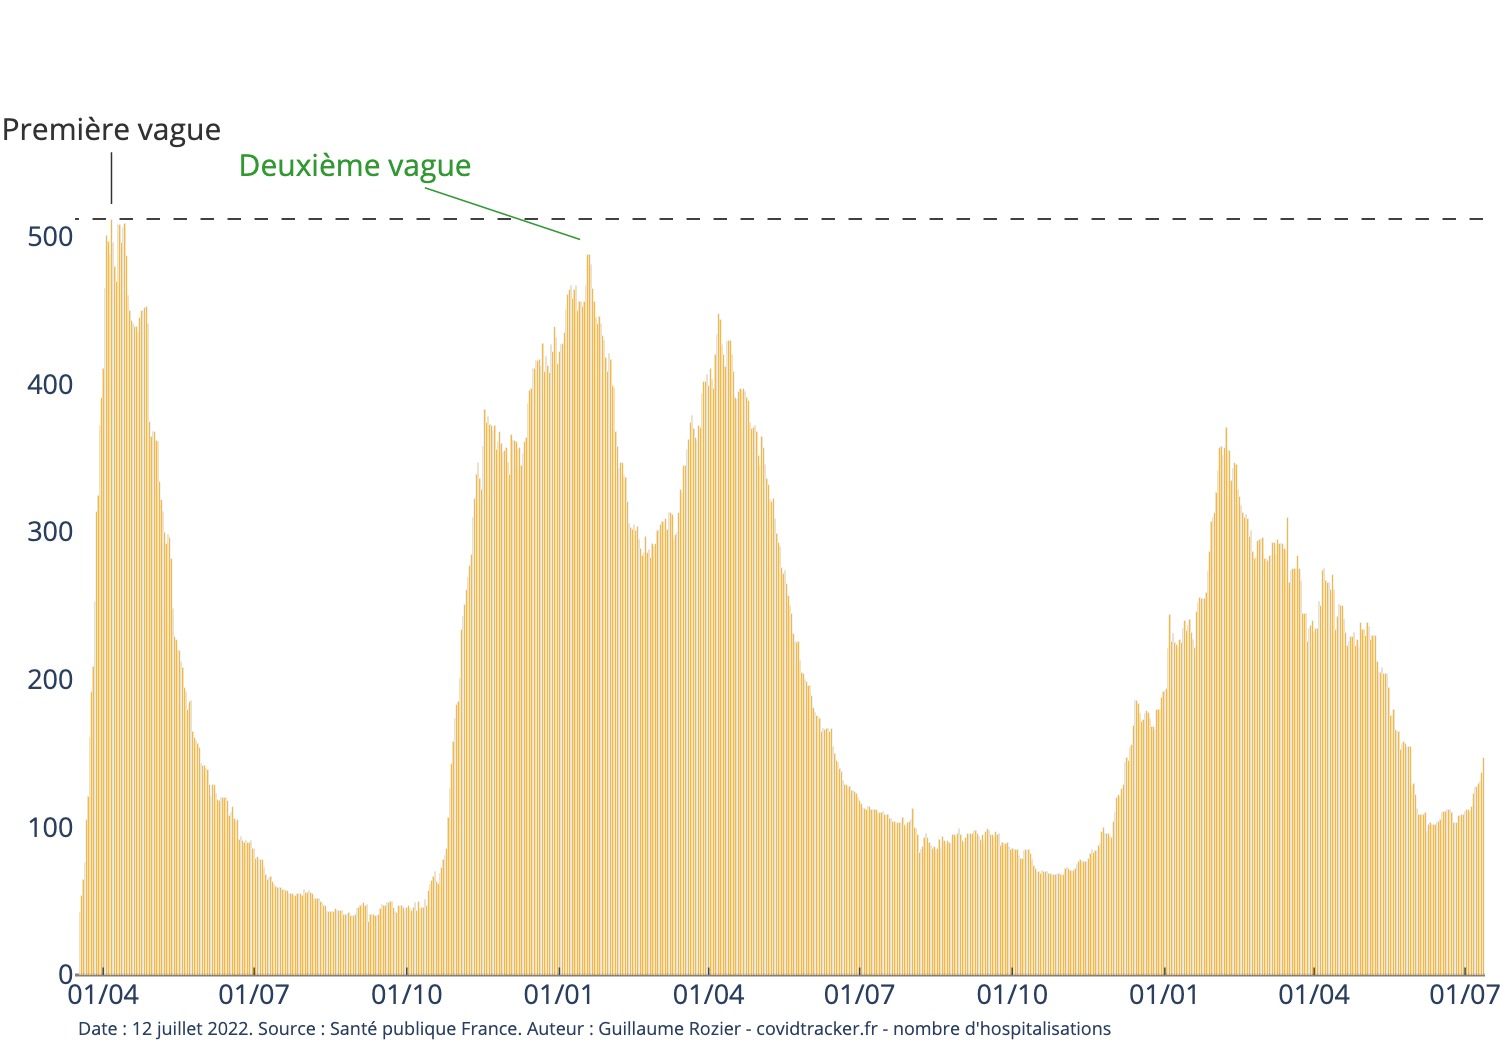 Première vague
Deuxième vague
500
400
300
200
100
0
01/04 01/07 01/10 01/01 01/04 01/07 01/10 01/01 01/04 01/07
Date : 12 juillet 2022. Source : Santé publique France. Auteur : Guillaume Rozier - covidtracker.fr - nombre d'hospitalisations